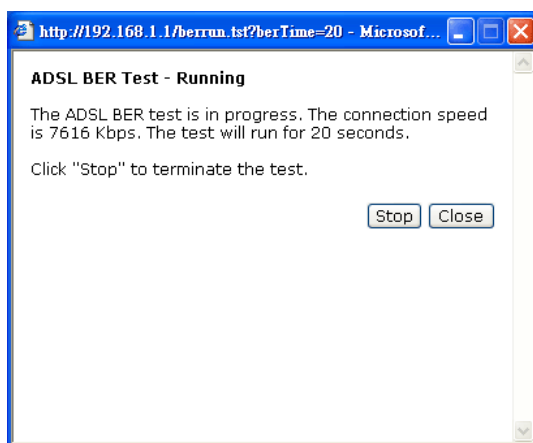 http://192.168.1.1/berrun.tst?berTime=20 - Microsof...
ADSL BER Test - Running
The ADSL BER test is in progress. The connection speed
is 7616 Kbps. The test will run for 20 seconds.
Click "Stop" to terminate the test.
Stop Close